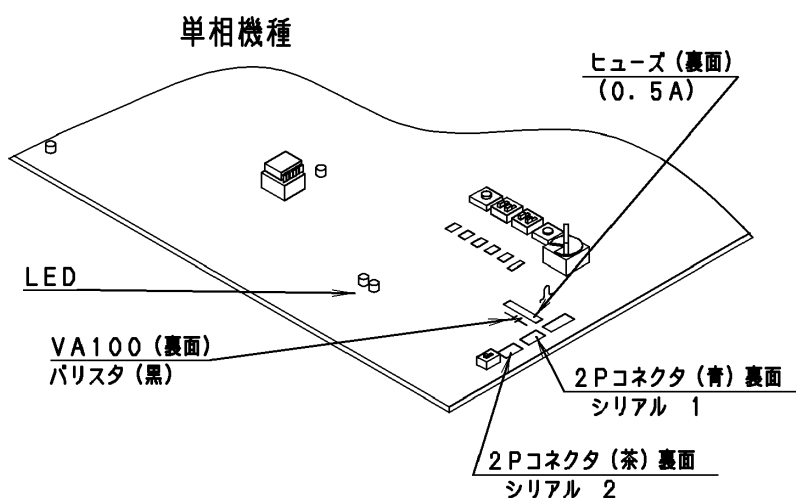 単相機種
ヒューズ(裏面)
(0.5A)
LED
VA100(裏面)
バリスタ(黒)
2Pコネクタ(青)裏面
シリアル 1
2Pコネクタ(茶)裏面
シリアル 2